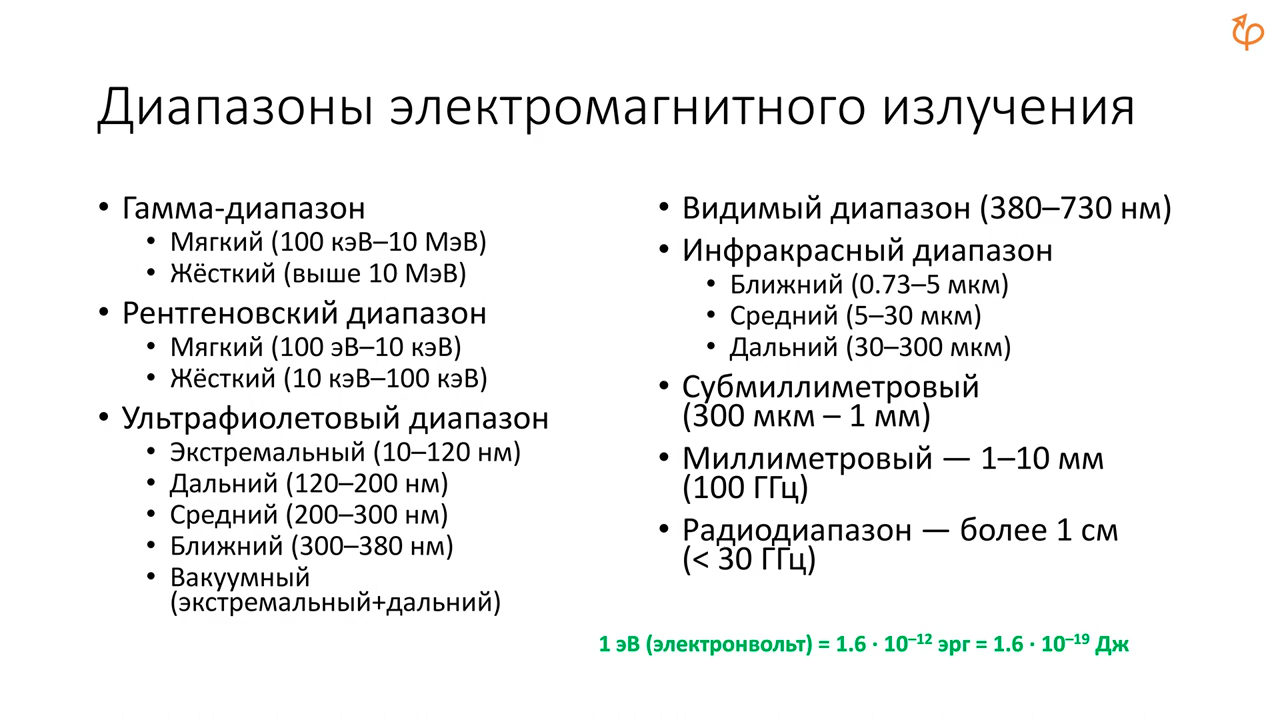 Диапазоны электромагнитного излучения
• Гамма-диапазон
• Мягкий (100 кэВ–10 МэВ)
• Жёсткий (выше 10 МэВ)
• Рентгеновский диапазон
• Мягкий (100 эВ–10 кэВ)
• Жёсткий (10 кэВ–100 кэВ)
• Ультрафиолетовый диапазон
• Экстремальный (10–120 нм)
• Дальний (120–200 нм)
• Средний (200–300 нм)
• Ближний (300–380 нм)
• Вакуумный
(экстремальный+дальний)
• Видимый диапазон (380–730 нм)
• Инфракрасный диапазон
• Ближний (0.73–5 мкм)
• Средний (5–30 мкм)
• Дальний (30–300 мкм)
• Субмиллиметровый
(300 мкм – 1 мм)
• Миллиметровый — 1–10 мм
(100 ГГц)
• Радиодиапазон — более 1 см
(< 30 ГГц)
1 эВ (электронвольт) = 1.6 · 10⁻¹² эрг = 1.6 · 10⁻¹⁹ Дж